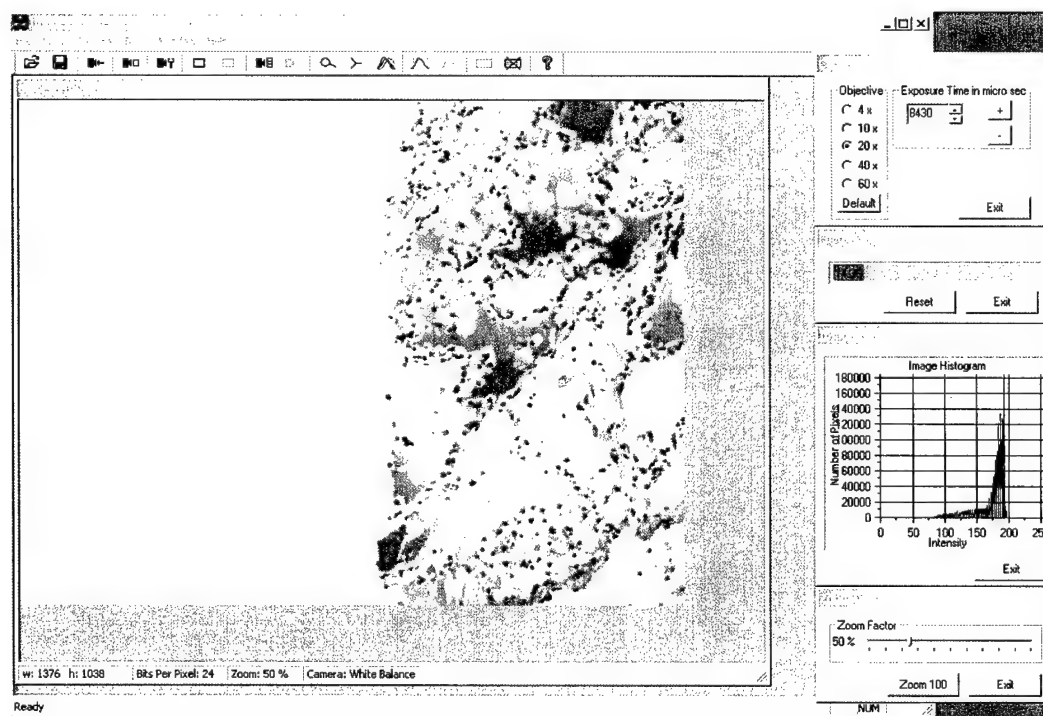 Objective
Exposure Time in micro sec
4 x
10 x
20 x
40 x
60 x
8430
+
-
Default
Exit
Reset
Exit
Image Histogram
Number of Pixels
180000
160000
140000
120000
100000
80000
60000
40000
20000
0
0 50 100 150 200 250
Intensity
Exit
Zoom Factor
50 %
Zoom 100
Exit
w: 1376 h: 1038 Bits Per Pixel: 24 Zoom: 50 % Camera: White Balance
Ready
NUM